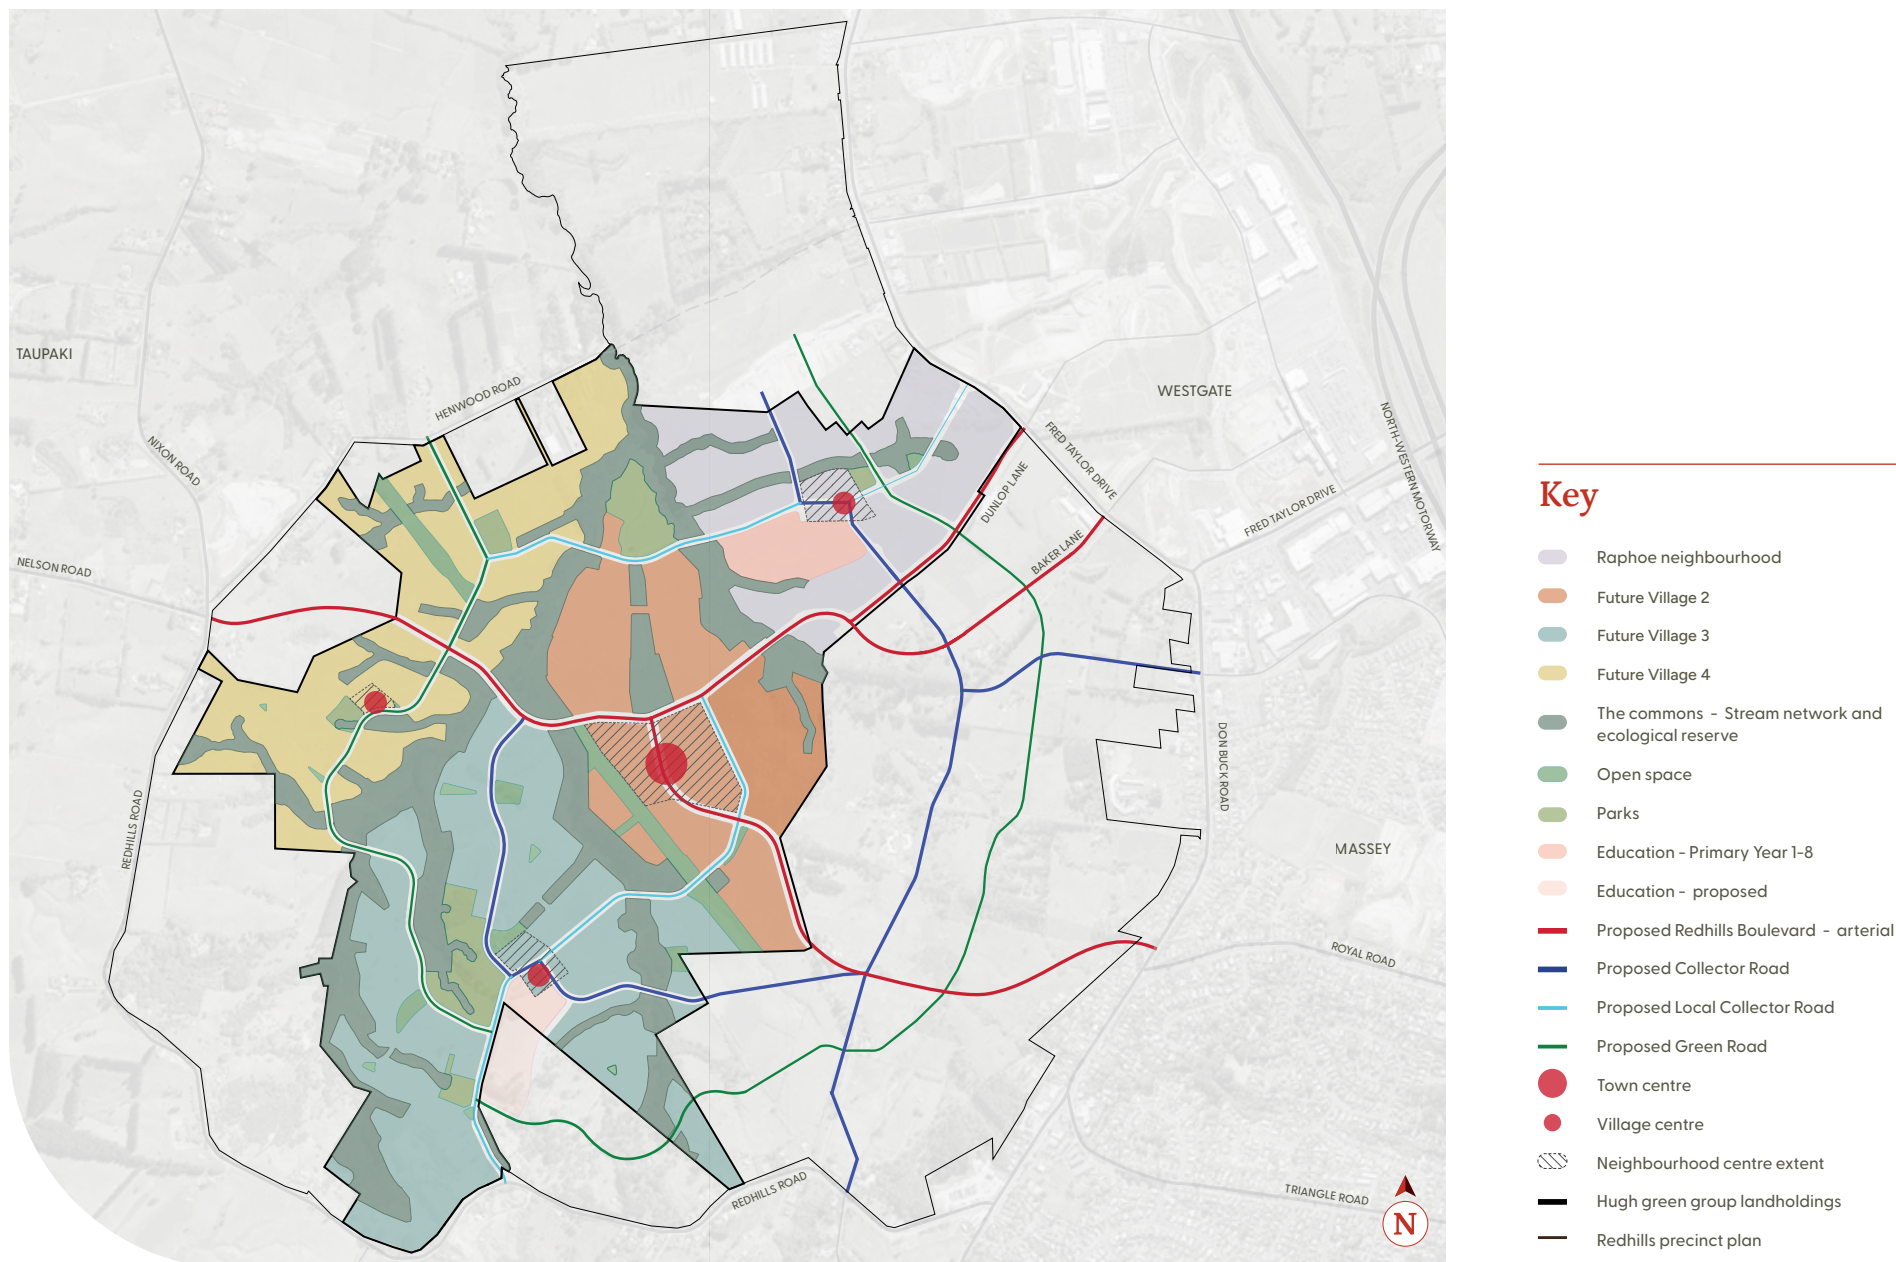 TAUPAKI
HENWOOD ROAD
NIXON ROAD
NELSON ROAD
REDHILLS ROAD
WESTGATE
FRED TAYLOR DRIVE
DUNLOP LANE
BAKER LANE
FRED TAYLOR DRIVE
NORTH-WESTERN MOTORWAY
DON BUCK ROAD
MASSEY
ROYAL ROAD
TRIANGLE ROAD
REDHILLS ROAD
N
Key
Raphoe neighbourhood
Future Village 2
Future Village 3
Future Village 4
The commons - Stream network and
ecological reserve
Open space
Parks
Education - Primary Year 1-8
Education - proposed
Proposed Redhills Boulevard - arterial
Proposed Collector Road
Proposed Local Collector Road
Proposed Green Road
Town centre
Village centre
Neighbourhood centre extent
Hugh green group landholdings
Redhills precinct plan